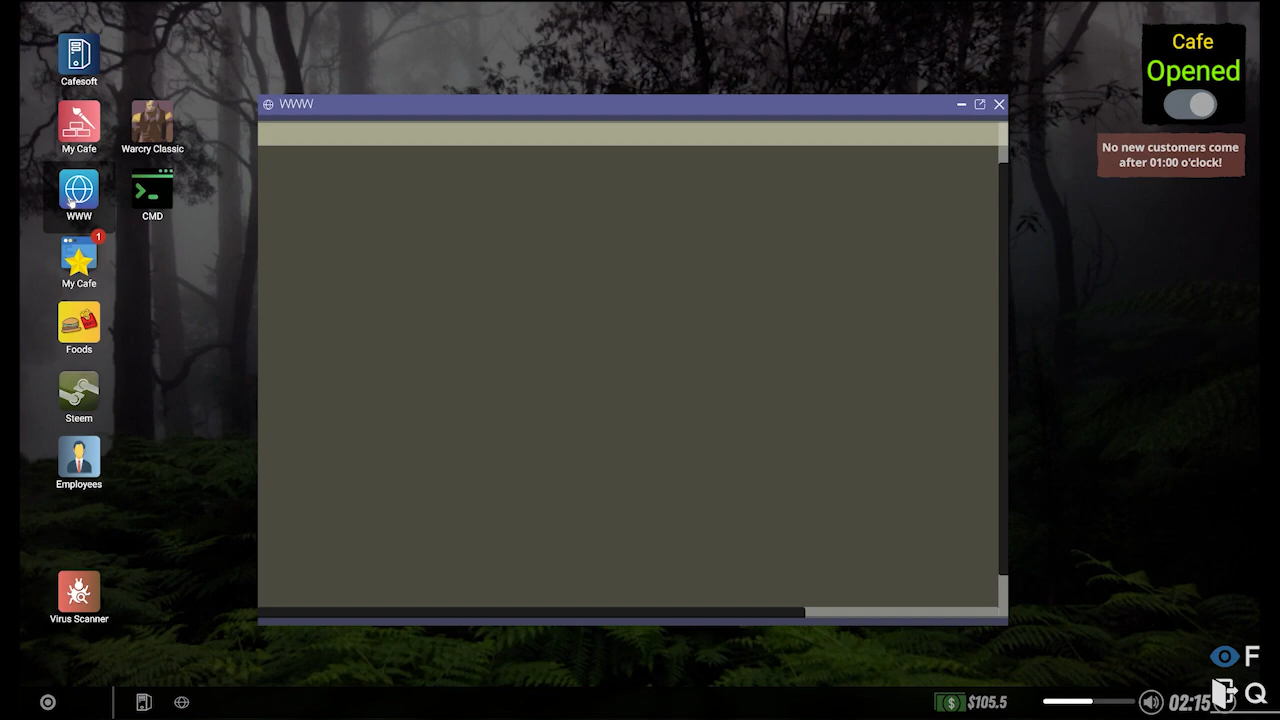 Cafesoft
My Cafe
Warcry Classic
WWW
CMD
1
My Cafe
Foods
Steem
Employees
Virus Scanner
WWW
Cafe
Opened
No new customers come
after 01:00 o'clock!
F
Q
$105.5
02:15